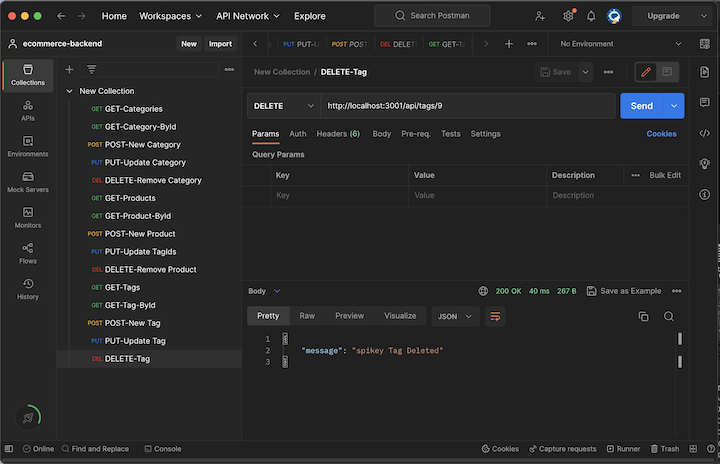 Home Workspaces API Network Explore Search Postman Upgrade
ecommerce-backend New Import PUT PUT-U POST POST DEL DELET GET GET-Ta No Environment
Collections
APIs
Environments
Mock Servers
Monitors
Flows
History
New Collection
GET GET-Categories
GET GET-Category-ById
POST POST-New Category
PUT PUT-Update Category
DEL DELETE-Remove Category
GET GET-Products
GET GET-Product-ById
POST POST-New Product
PUT PUT-Update TagIds
DEL DELETE-Remove Product
GET GET-Tags
GET GET-Tag-ById
POST POST-New Tag
PUT PUT-Update Tag
DEL DELETE-Tag
New Collection / DELETE-Tag Save
DELETE http://localhost:3001/api/tags/9 Send
Params Auth Headers (6) Body Pre-req. Tests Settings Cookies
Query Params
Key Value Description Bulk Edit
Key Value Description
Body 200 OK 40 ms 267 B Save as Example
Pretty Raw Preview Visualize JSON
1 {
2 "message": "spikey Tag Deleted"
3 }
Online Find and Replace Console Cookies Capture requests Runner Trash